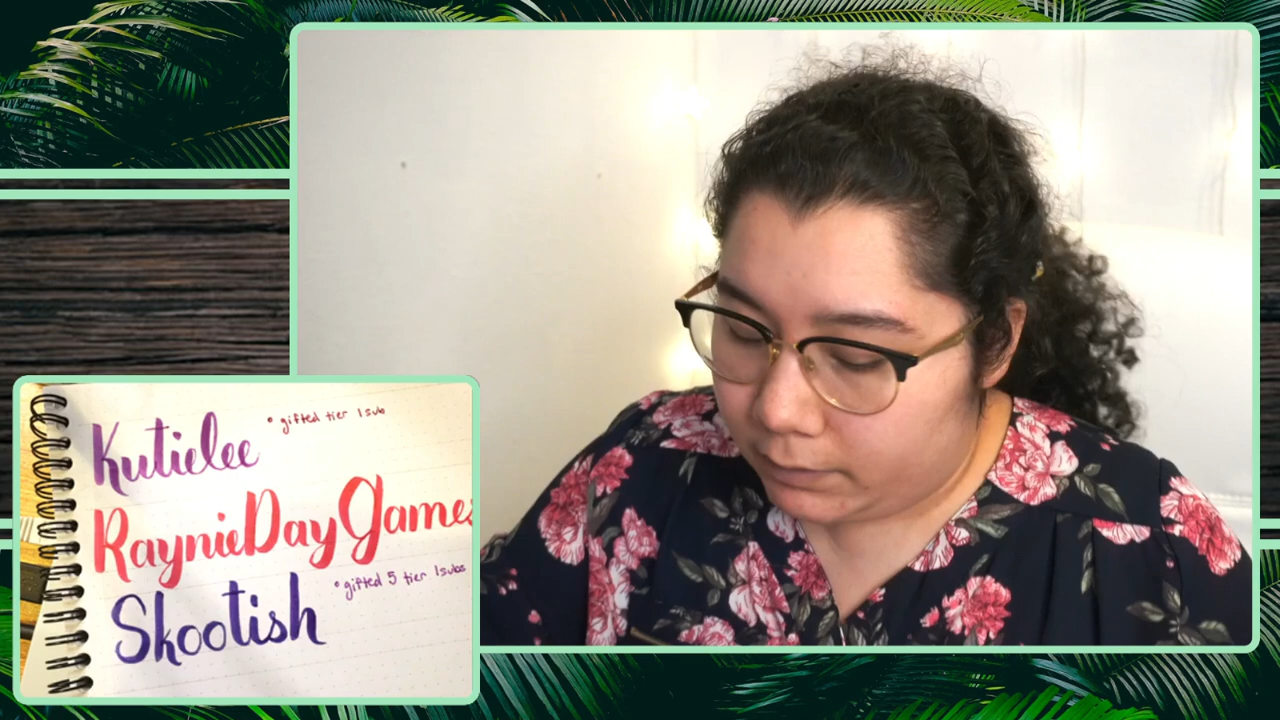 Kutielee
* gifted tier 1 sub
RaynieDayGames
Skootish
* gifted 5 tier 1 subs